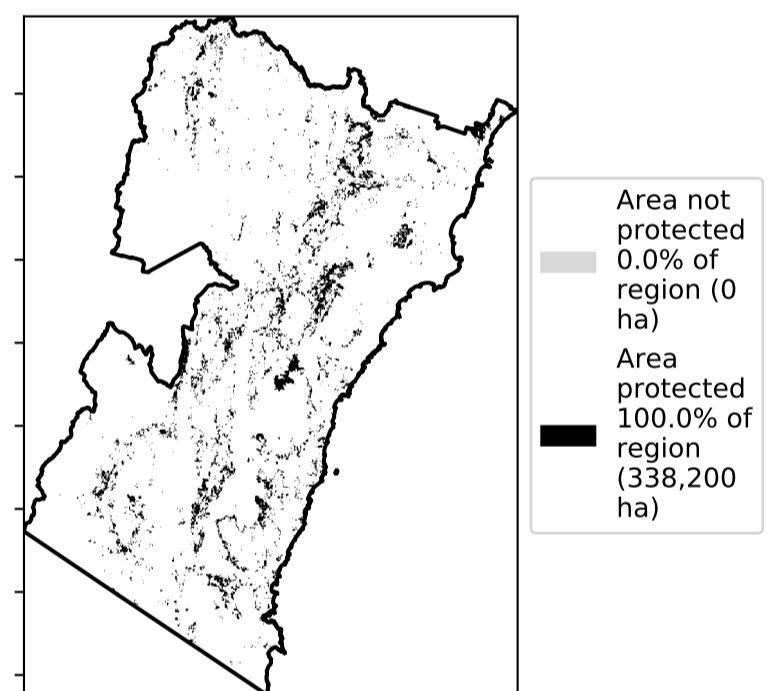 Area not
protected
0.0% of
region (0
ha)
Area
protected
100.0% of
region
(338,200
ha)